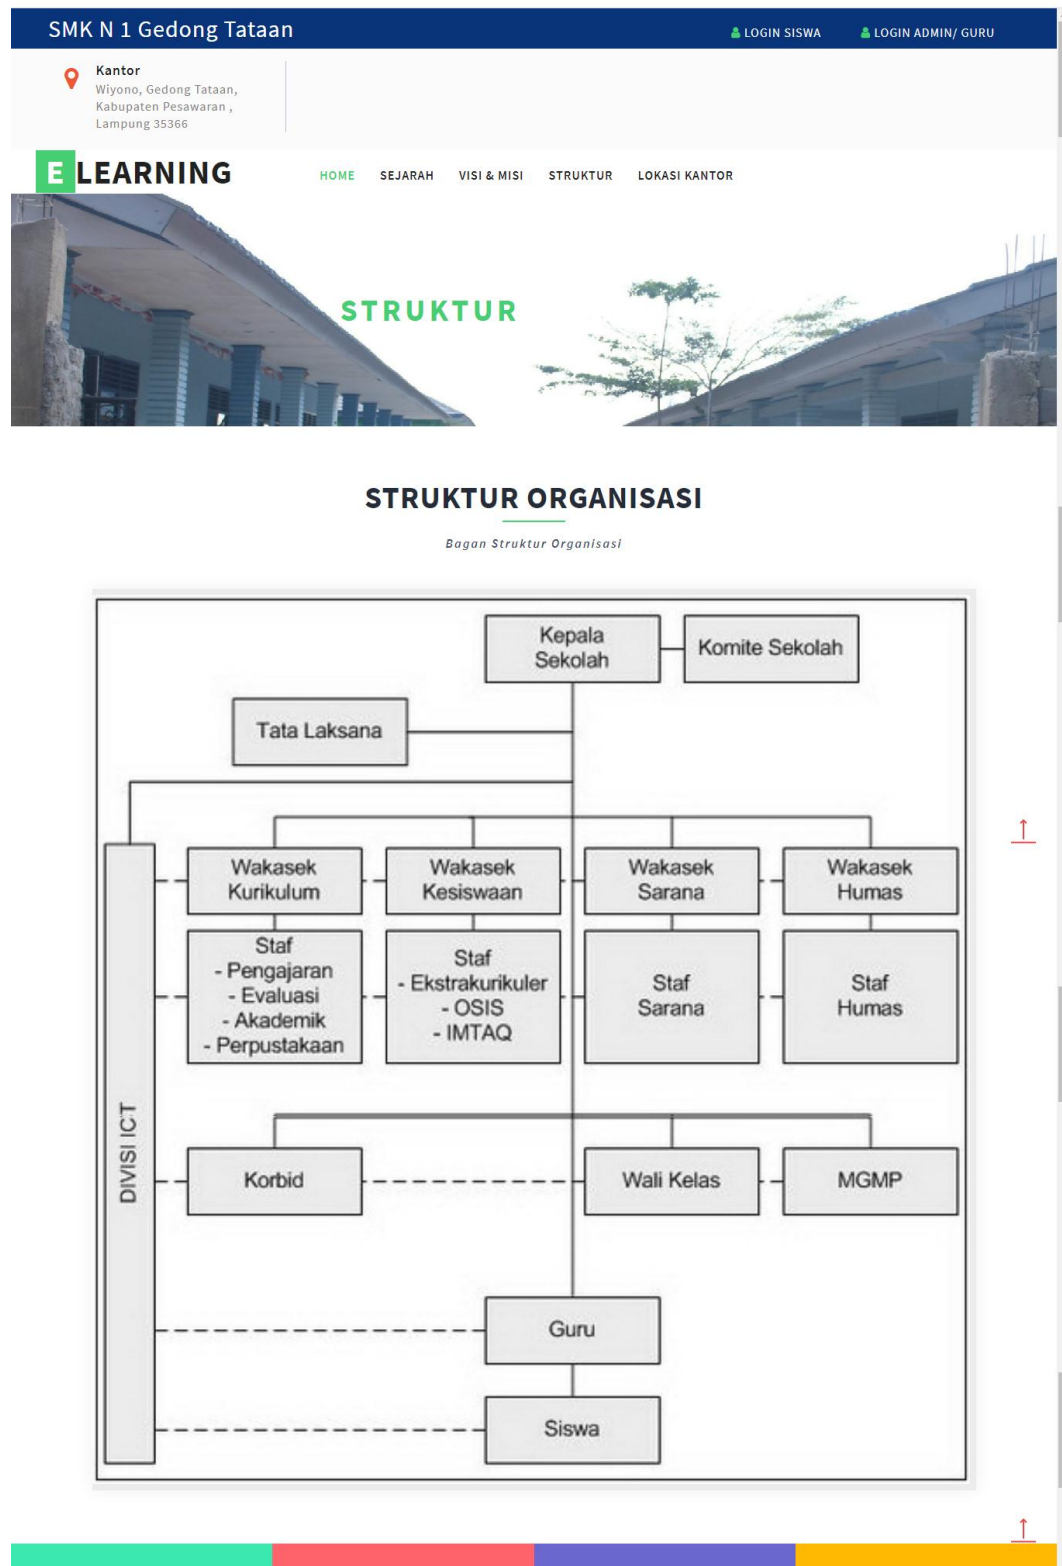 SMK N 1 Gedong Tataan
LOGIN SISWA
LOGIN ADMIN/ GURU
Kantor
Wiyono, Gedong Tataan,
Kabupaten Pesawaran ,
Lampung 35366
E LEARNING
HOME SEJARAH VISI & MISI STRUKTUR LOKASI KANTOR
STRUKTUR
STRUKTUR ORGANISASI
Bagan Struktur Organisasi
Kepala
Sekolah
Komite Sekolah
Tata Laksana
DIVISI ICT
Wakasek
Kurikulum
Wakasek
Kesiswaan
Wakasek
Sarana
Wakasek
Humas
Staf
- Pengajaran
- Evaluasi
- Akademik
- Perpustakaan
Staf
- Ekstrakurikuler
- OSIS
- IMTAQ
Staf
Sarana
Staf
Humas
Korbid
Wali Kelas
MGMP
Guru
Siswa